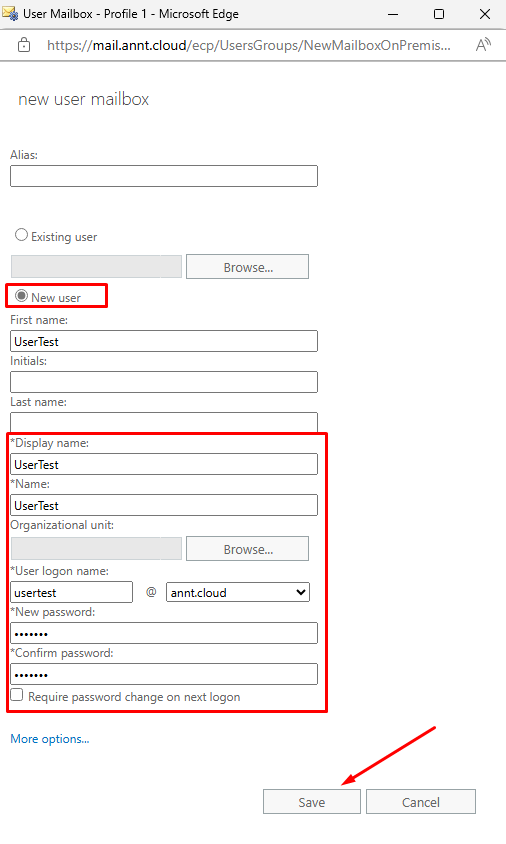 User Mailbox - Profile 1 - Microsoft Edge
https://mail.annt.cloud/ecp/UsersGroups/NewMailboxOnPremis...
new user mailbox
Alias:
Existing user
Browse...
New user
First name:
UserTest
Initials:
Last name:
*Display name:
UserTest
*Name:
UserTest
Organizational unit:
Browse...
*User logon name:
usertest @ annt.cloud
*New password:
•••••••
*Confirm password:
•••••••
Require password change on next logon
More options...
Save Cancel